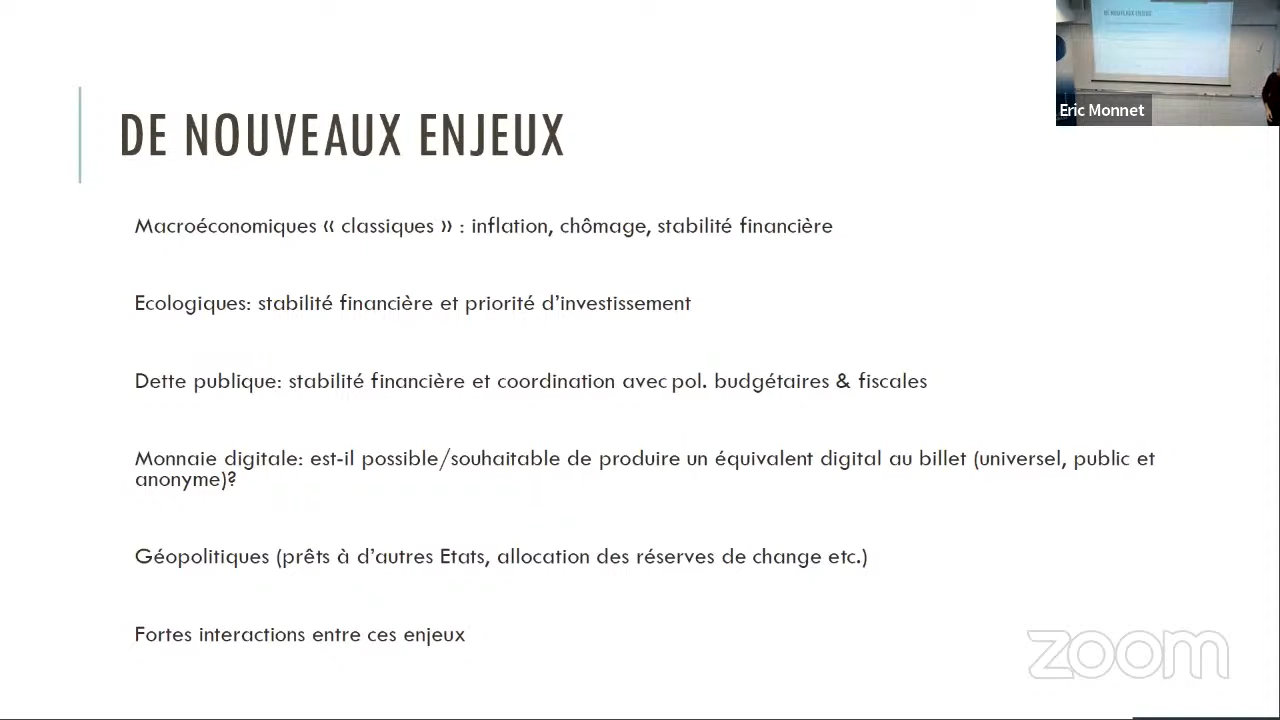 DE NOUVEAUX ENJEUX
Eric Monnet
DE NOUVEAUX ENJEUX
Macroéconomiques « classiques » : inflation, chômage, stabilité financière
Ecologiques: stabilité financière et priorité d’investissement
Dette publique: stabilité financière et coordination avec pol. budgétaires & fiscales
Monnaie digitale: est-il possible/souhaitable de produire un équivalent digital au billet (universel, public et
anonyme)?
Géopolitiques (prêts à d’autres Etats, allocation des réserves de change etc.)
Fortes interactions entre ces enjeux
zoom